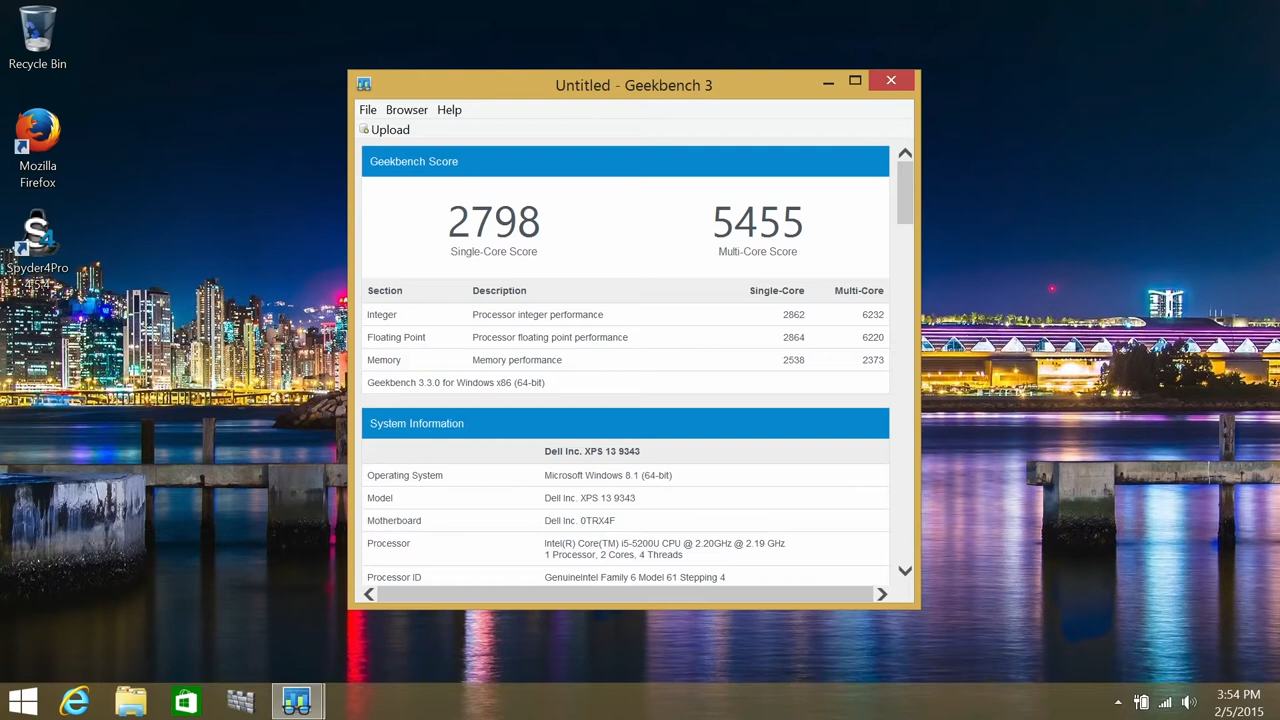 Recycle Bin
Mozilla
Firefox
Spyder4Pro
Untitled - Geekbench 3
File Browser Help
Upload
Geekbench Score
2798 5455
Single-Core Score Multi-Core Score
Section Description Single-Core Multi-Core
Integer Processor integer performance 2862 6232
Floating Point Processor floating point performance 2864 6220
Memory Memory performance 2538 2373
Geekbench 3.3.0 for Windows x86 (64-bit)
System Information
Dell Inc. XPS 13 9343
Operating System Microsoft Windows 8.1 (64-bit)
Model Dell Inc. XPS 13 9343
Motherboard Dell Inc. 0TRX4F
Processor Intel(R) Core(TM) i5-5200U CPU @ 2.20GHz @ 2.19 GHz
1 Processor, 2 Cores, 4 Threads
Processor ID GenuineIntel Family 6 Model 61 Stepping 4
3:54 PM
2/5/2015